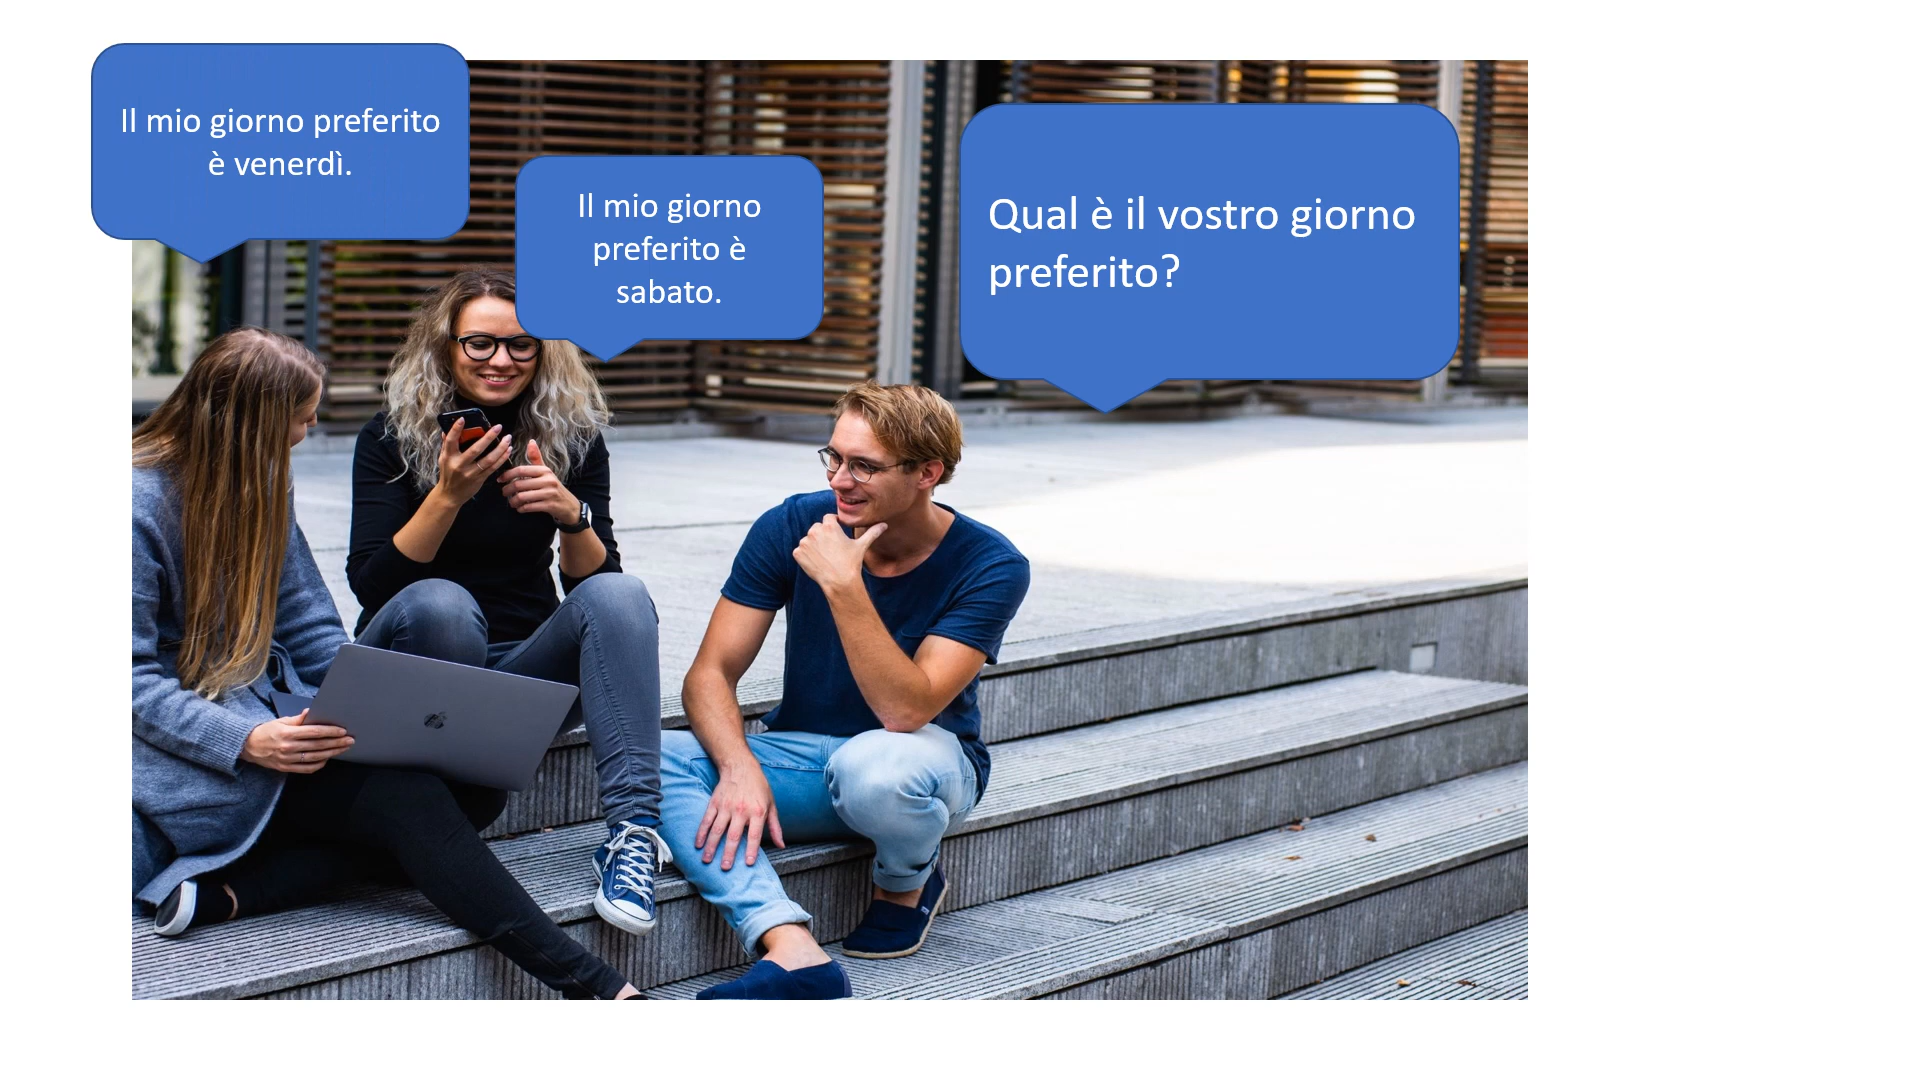 Il mio giorno preferito
è venerdì.
Il mio giorno
preferito è
sabato.
Qual è il vostro giorno
preferito?